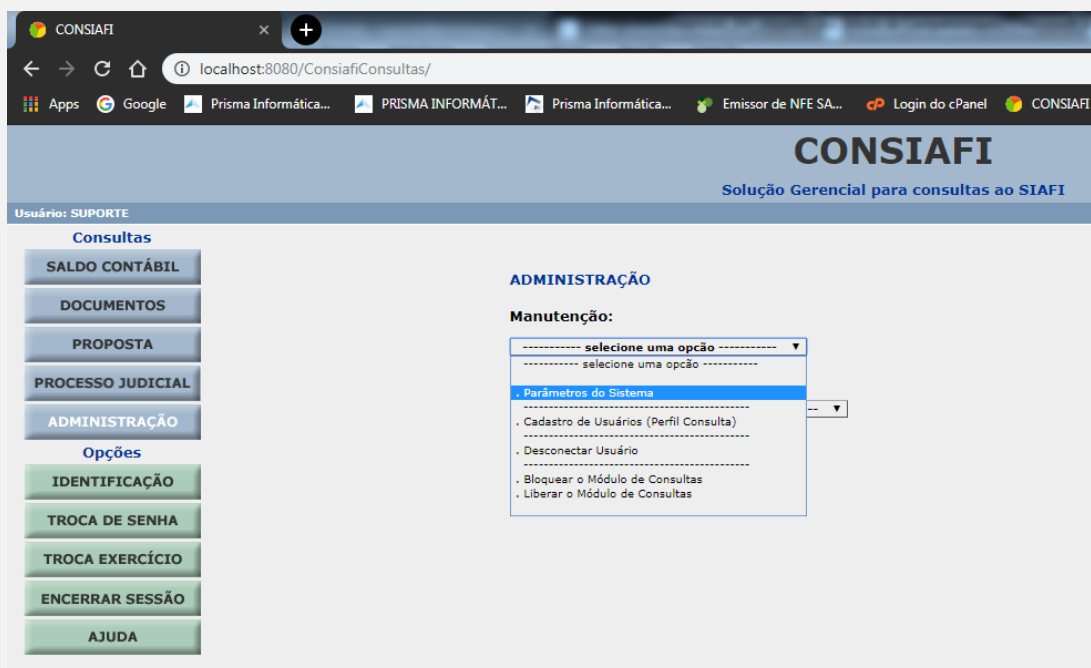 CONSIAFI
localhost:8080/ConsiafiConsultas/
Apps Google Prisma Informática... PRISMA INFORMÁT... Prisma Informática... Emissor de NFE SA... Login do cPanel CONSIAFI
CONSIAFI
Solução Gerencial para consultas ao SIAFI
Usuário: SUPORTE
Consultas
SALDO CONTÁBIL
DOCUMENTOS
PROPOSTA
PROCESSO JUDICIAL
ADMINISTRAÇÃO
Opções
IDENTIFICAÇÃO
TROCA DE SENHA
TROCA EXERCÍCIO
ENCERRAR SESSÃO
AJUDA
ADMINISTRAÇÃO
Manutenção:
----------- selecione uma opcão -----------
----------- selecione uma opcão -----------
. Parâmetros do Sistema
---------------------------------------------
. Cadastro de Usuários (Perfil Consulta)
---------------------------------------------
. Desconectar Usuário
---------------------------------------------
. Bloquear o Módulo de Consultas
. Liberar o Módulo de Consultas
--